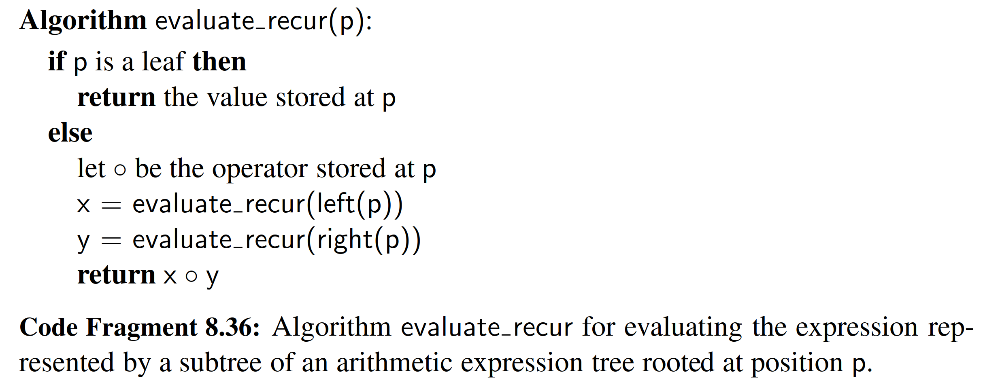 Algorithm evaluate_recur(p):
if p is a leaf then
return the value stored at p
else
let ∘ be the operator stored at p
x = evaluate_recur(left(p))
y = evaluate_recur(right(p))
return x ∘ y
Code Fragment 8.36: Algorithm evaluate_recur for evaluating the expression rep-
resented by a subtree of an arithmetic expression tree rooted at position p.